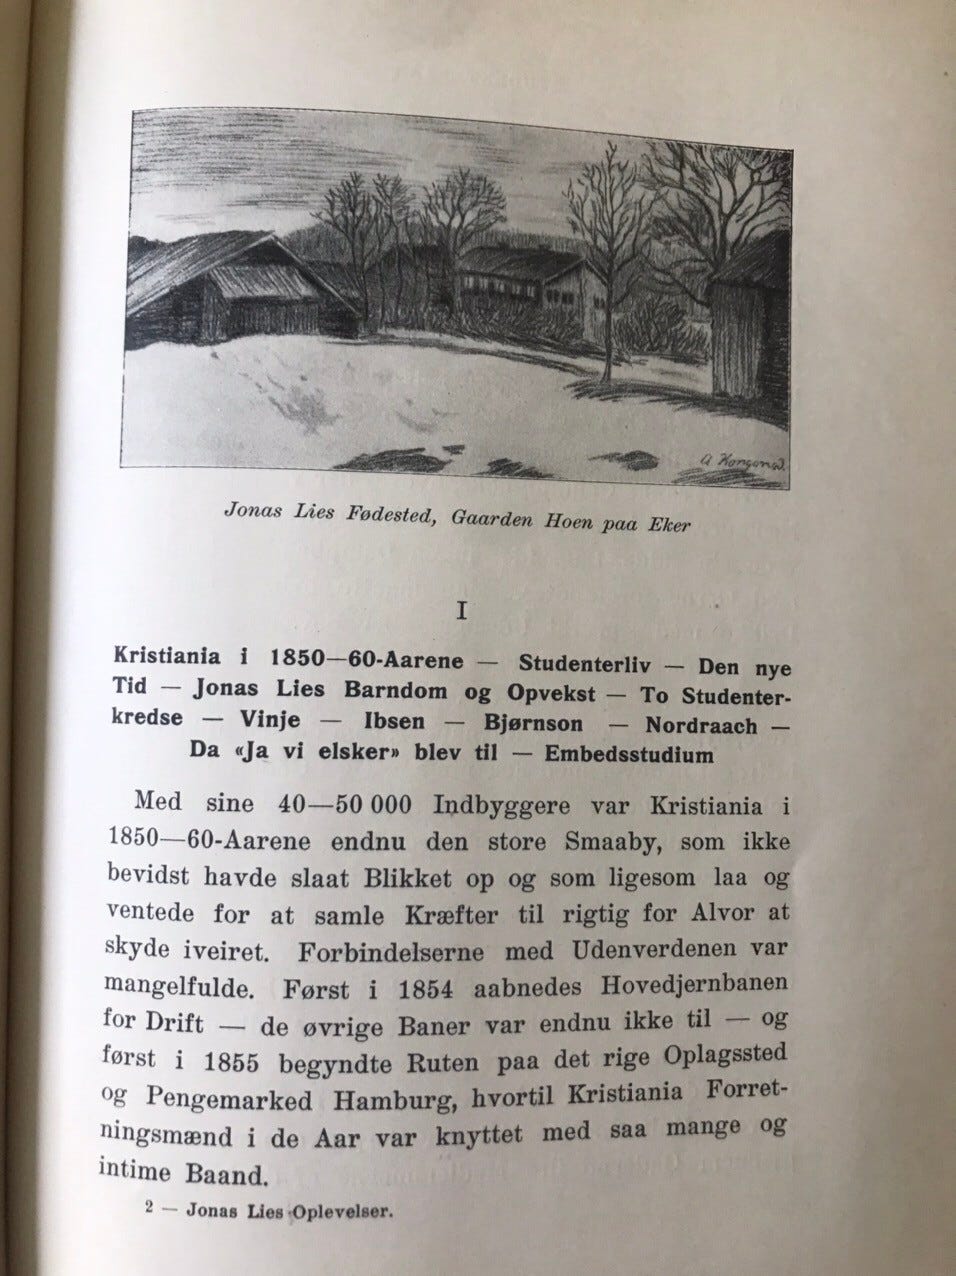 Jonas Lies Fødested, Gaarden Hoen paa Eker
I
Kristiania i 1850—60-Aarene — Studenterliv — Den nye
Tid — Jonas Lies Barndom og Opvekst — To Studenter-
kredse — Vinje — Ibsen — Bjørnson — Nordraach —
Da «Ja vi elsker» blev til — Embedsstudium
Med sine 40—50 000 Indbyggere var Kristiania i
1850—60-Aarene endnu den store Smaaby, som ikke
bevidst havde slaat Blikket op og som ligesom laa og
ventede for at samle Kræfter til rigtig for Alvor at
skyde iveiret. Forbindelserne med Udenverdenen var
mangelfulde. Først i 1854 aabnedes Hovedjernbanen
for Drift — de øvrige Baner var endnu ikke til — og
først i 1855 begyndte Ruten paa det rige Oplagssted
og Pengemarked Hamburg, hvortil Kristiania Forret-
ningsmænd i de Aar var knyttet med saa mange og
intime Baand.
2 — Jonas Lies Oplevelser.